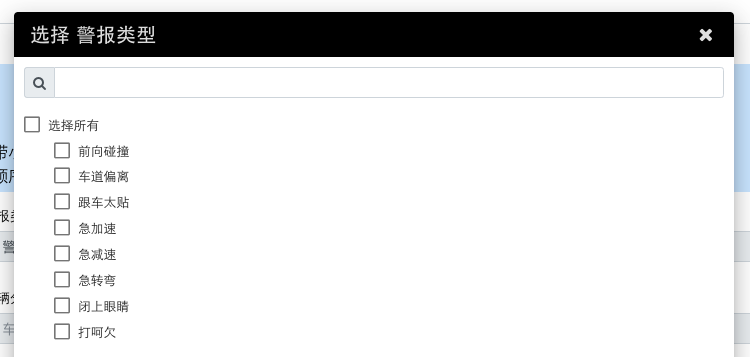 选择 警报类型
选择所有
前向碰撞
车道偏离
跟车太贴
急加速
急减速
急转弯
闭上眼睛
打呵欠